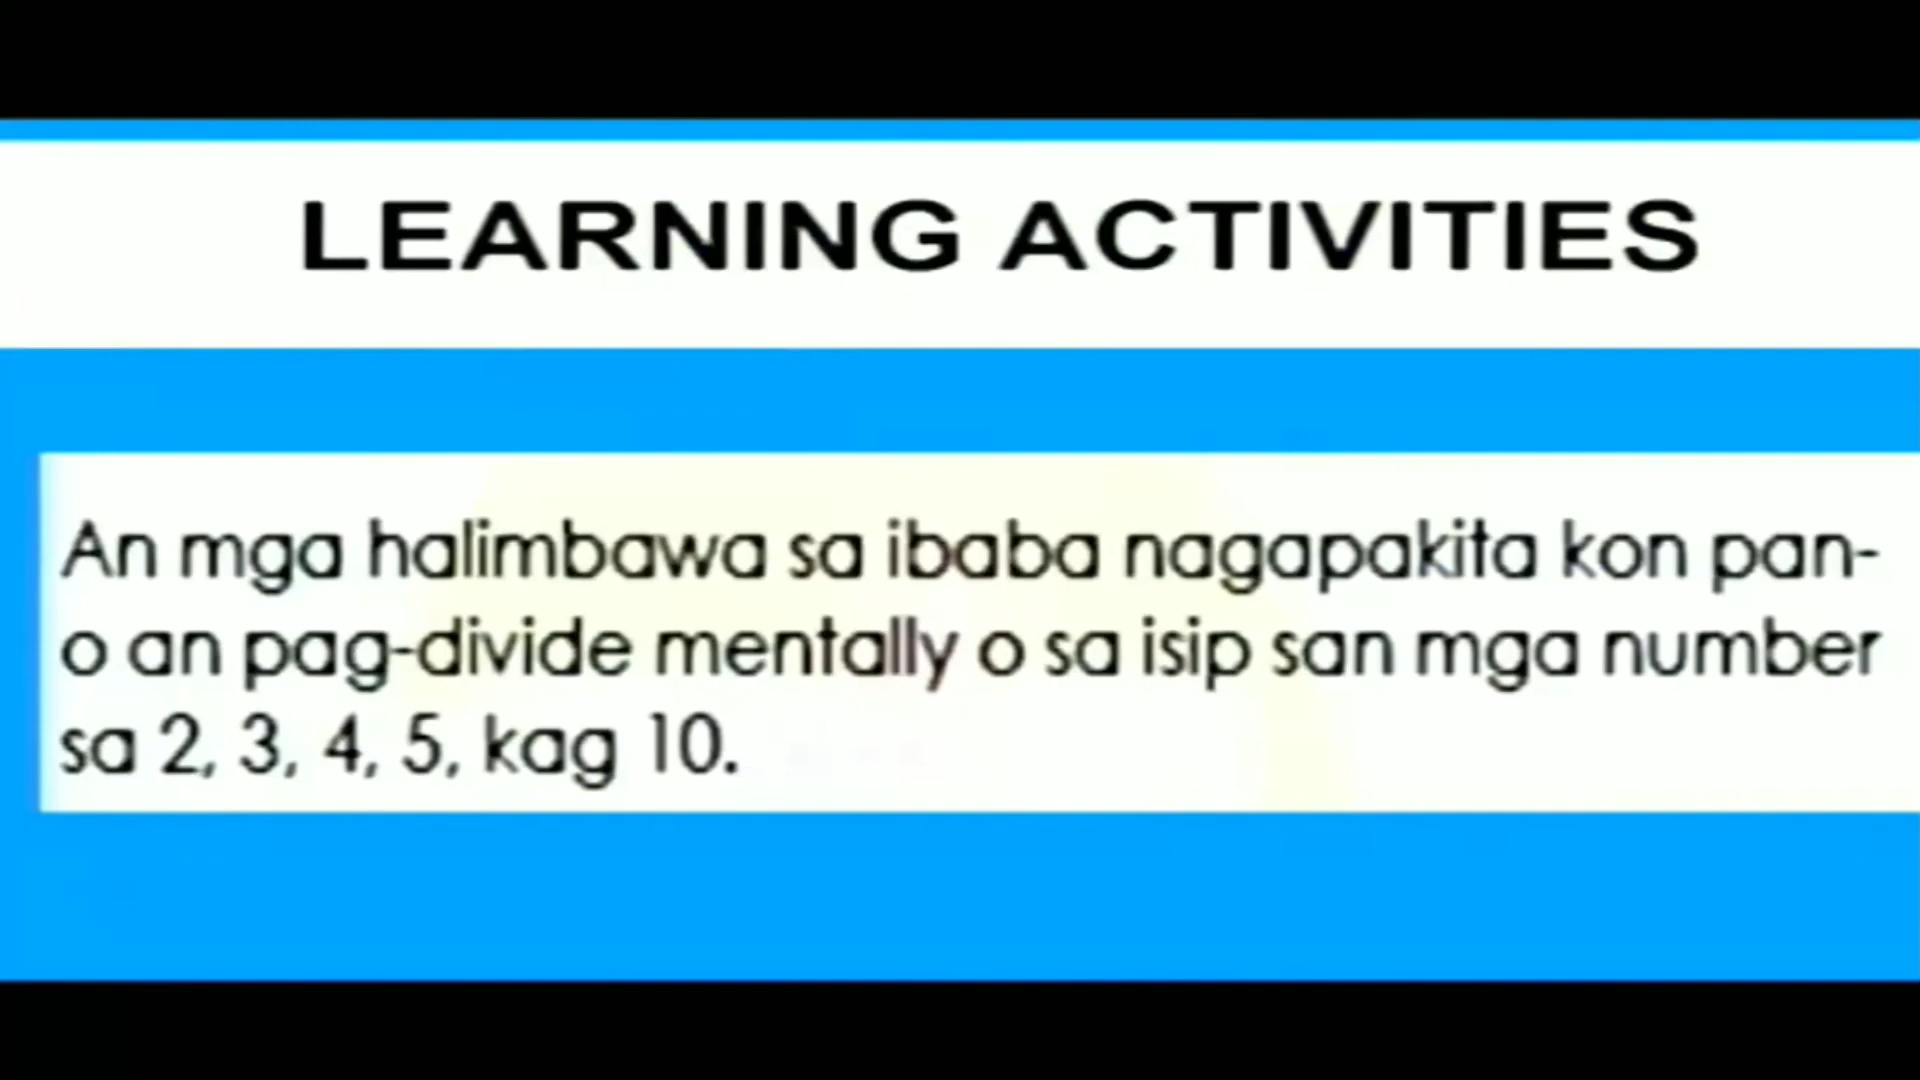 LEARNING ACTIVITIES
An mga halimbawa sa ibaba nagapakita kon pan-
o an pag-divide mentally o sa isip san mga number
sa 2, 3, 4, 5, kag 10.